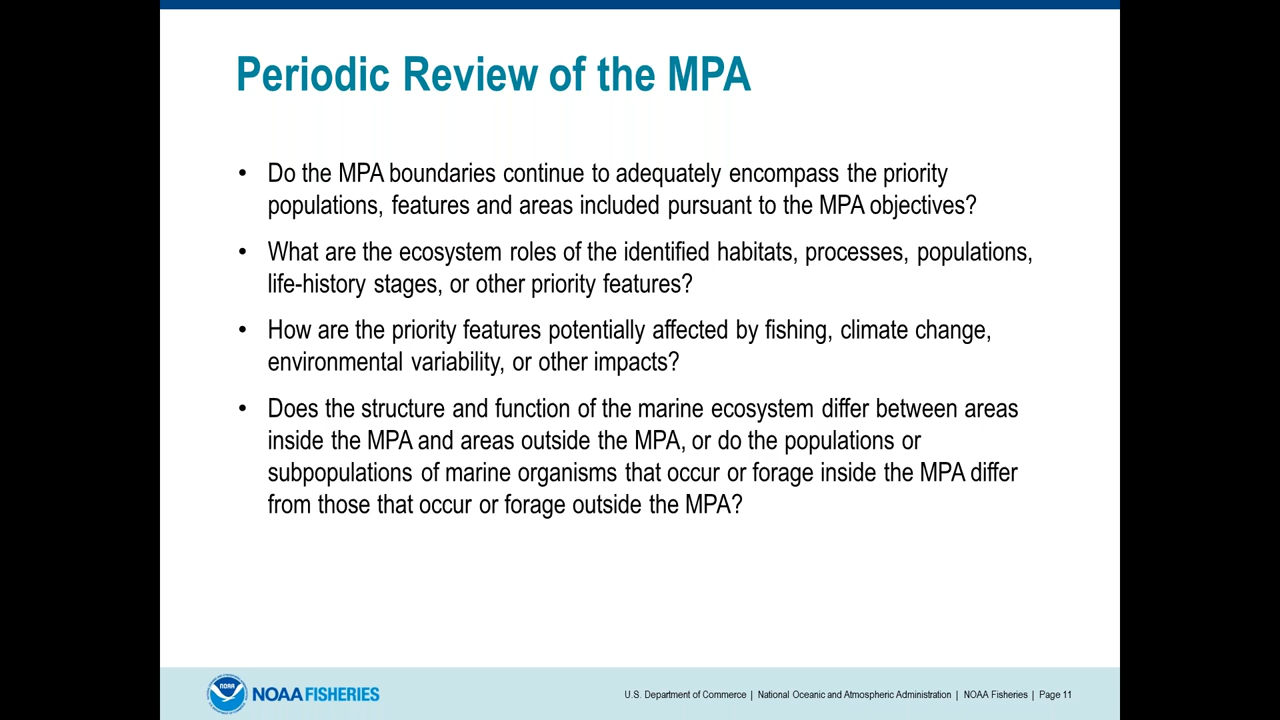 Periodic Review of the MPA
• Do the MPA boundaries continue to adequately encompass the priority
populations, features and areas included pursuant to the MPA objectives?
• What are the ecosystem roles of the identified habitats, processes, populations,
life-history stages, or other priority features?
• How are the priority features potentially affected by fishing, climate change,
environmental variability, or other impacts?
• Does the structure and function of the marine ecosystem differ between areas
inside the MPA and areas outside the MPA, or do the populations or
subpopulations of marine organisms that occur or forage inside the MPA differ
from those that occur or forage outside the MPA?
NOAA
NOAA FISHERIES
U.S. Department of Commerce | National Oceanic and Atmospheric Administration | NOAA Fisheries | Page 11